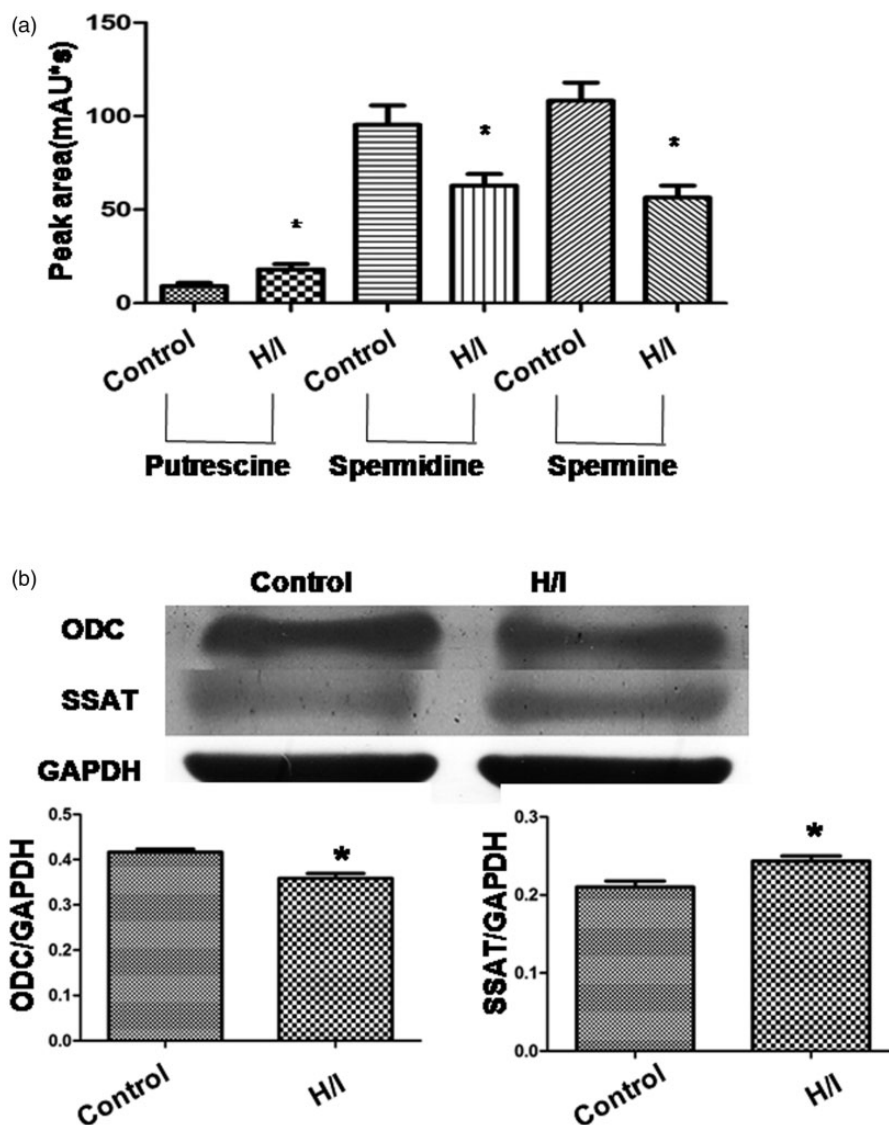 (a)
150
100
50
0
Peak area(mAU*s)
*
*
*
Control
H/I
Control
H/I
Control
H/I
Putrescine
Spermidine
Spermine
(b)
Control H/I
ODC
SSAT
GAPDH
ODC/GAPDH
0.5
0.4
0.3
0.2
0.1
0.0
*
Control
H/I
SSAT/GAPDH
0.3
0.2
0.1
0.0
*
Control
H/I